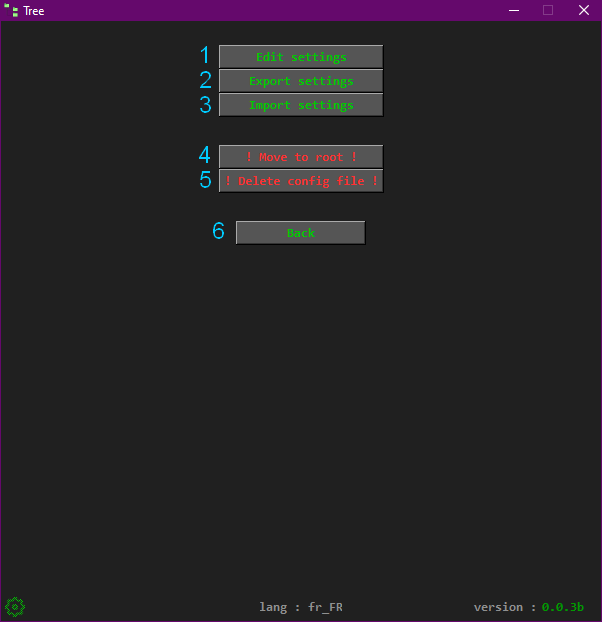 Tree
1 Edit settings
2 Export settings
3 Import settings
4 ! Move to root !
5 ! Delete config file !
6 Back
lang : fr_FR version : 0.0.3b